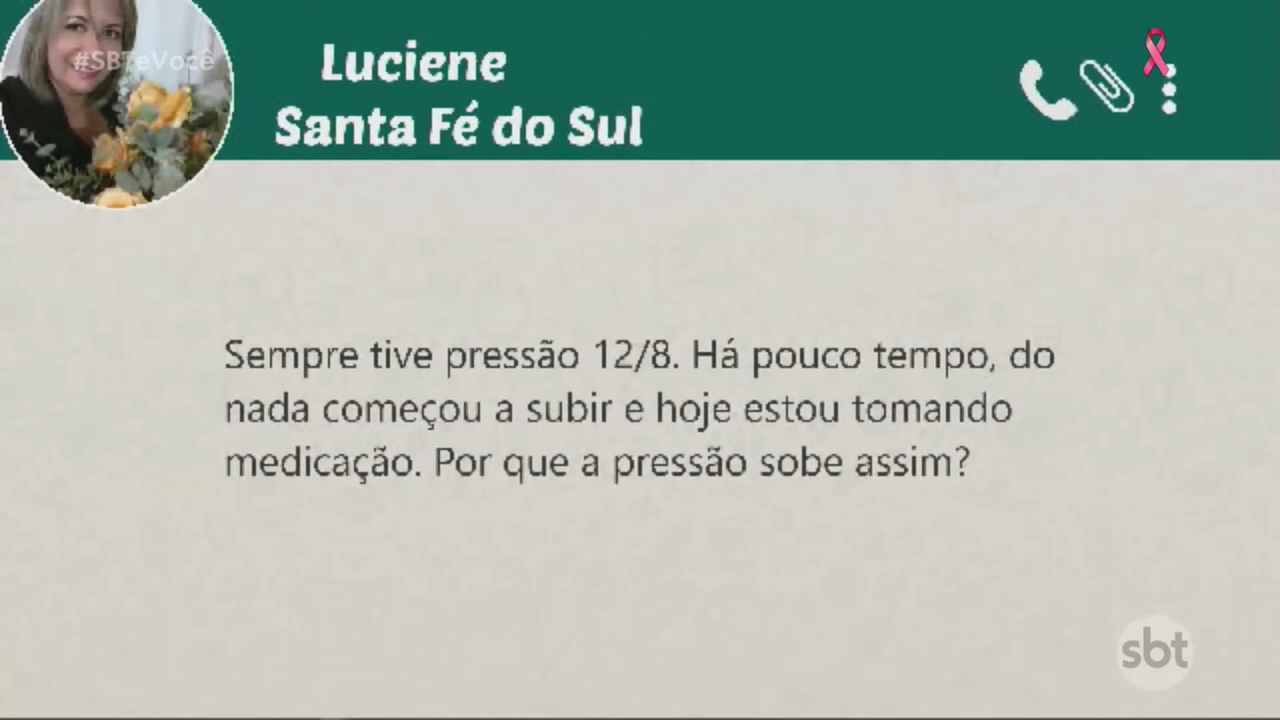 #SBTeVocê
Luciene
Santa Fé do Sul
Sempre tive pressão 12/8. Há pouco tempo, do
nada começou a subir e hoje estou tomando
medicação. Por que a pressão sobe assim?
sbt